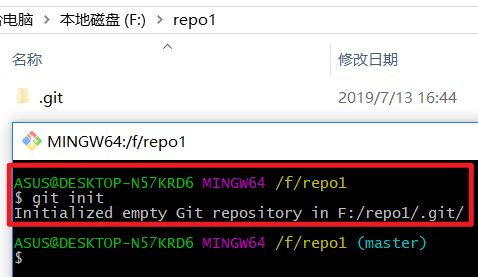 电脑 › 本地磁盘 (F:) › repo1
名称
修改日期
.git
2019/7/13 16:44
MINGW64:/f/repo1
ASUS@DESKTOP-N57KRD6 MINGW64 /f/repo1
$ git init
Initialized empty Git repository in F:/repo1/.git/
ASUS@DESKTOP-N57KRD6 MINGW64 /f/repo1 (master)
$